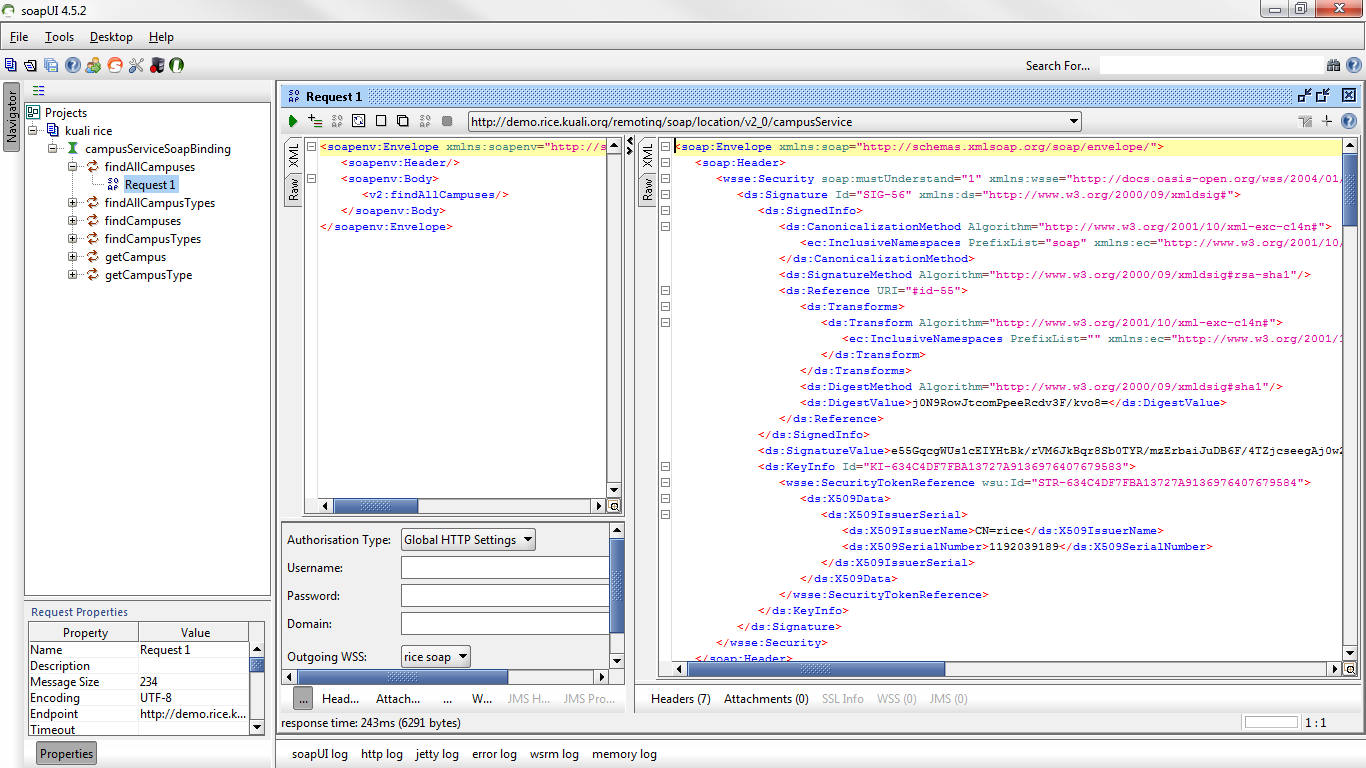 soapUI 4.5.2
File Tools Desktop Help
Search For...
Navigator
Projects
kuali rice
campusServiceSoapBinding
findAllCampuses
Request 1
findAllCampusTypes
findCampuses
findCampusTypes
getCampus
getCampusType
Request Properties
Property Value
Name Request 1
Description
Message Size 234
Encoding UTF-8
Endpoint http://demo.rice.k...
Timeout
Properties
Request 1
http://demo.rice.kuali.org/remoting/soap/location/v2_0/campusService
XML
Raw
<soapenv:Envelope xmlns:soapenv="http://s
<soapenv:Header/>
<soapenv:Body>
<v2:findAllCampuses/>
</soapenv:Body>
</soapenv:Envelope>
Authorisation Type: Global HTTP Settings
Username:
Password:
Domain:
Outgoing WSS: rice soap
... Head... Attach... ... W... JMS H... JMS Pro...
XML
Raw
<soap:Envelope xmlns:soap="http://schemas.xmlsoap.org/soap/envelope/">
<soap:Header>
<wsse:Security soap:mustUnderstand="1" xmlns:wsse="http://docs.oasis-open.org/wss/2004/01/
<ds:Signature Id="SIG-56" xmlns:ds="http://www.w3.org/2000/09/xmldsig#">
<ds:SignedInfo>
<ds:CanonicalizationMethod Algorithm="http://www.w3.org/2001/10/xml-exc-c14n#">
<ec:InclusiveNamespaces PrefixList="soap" xmlns:ec="http://www.w3.org/2001/10/
</ds:CanonicalizationMethod>
<ds:SignatureMethod Algorithm="http://www.w3.org/2000/09/xmldsig#rsa-sha1"/>
<ds:Reference URI="#id-55">
<ds:Transforms>
<ds:Transform Algorithm="http://www.w3.org/2001/10/xml-exc-c14n#">
<ec:InclusiveNamespaces PrefixList="" xmlns:ec="http://www.w3.org/2001/1
</ds:Transform>
</ds:Transforms>
<ds:DigestMethod Algorithm="http://www.w3.org/2000/09/xmldsig#sha1"/>
<ds:DigestValue>j0N9RowJtcomPpeeRcdv3F/kvo8=</ds:DigestValue>
</ds:Reference>
</ds:SignedInfo>
<ds:SignatureValue>e55GqcgWUs1cEIYHtBk/rVM6JkBqr8Sb0TYR/mzErbaiJuDB6F/4TZjcseegAj0w2
<ds:KeyInfo Id="KI-634C4DF7FBA13727A9136976407679583">
<wsse:SecurityTokenReference wsu:Id="STR-634C4DF7FBA13727A9136976407679584">
<ds:X509Data>
<ds:X509IssuerSerial>
<ds:X509IssuerName>CN=rice</ds:X509IssuerName>
<ds:X509SerialNumber>1192039189</ds:X509SerialNumber>
</ds:X509IssuerSerial>
</ds:X509Data>
</wsse:SecurityTokenReference>
</ds:KeyInfo>
</ds:Signature>
</wsse:Security>
</soap:Header>
Headers (7) Attachments (0) SSL Info WSS (0) JMS (0)
response time: 243ms (6291 bytes)
1 : 1
soapUI log http log jetty log error log wsrm log memory log